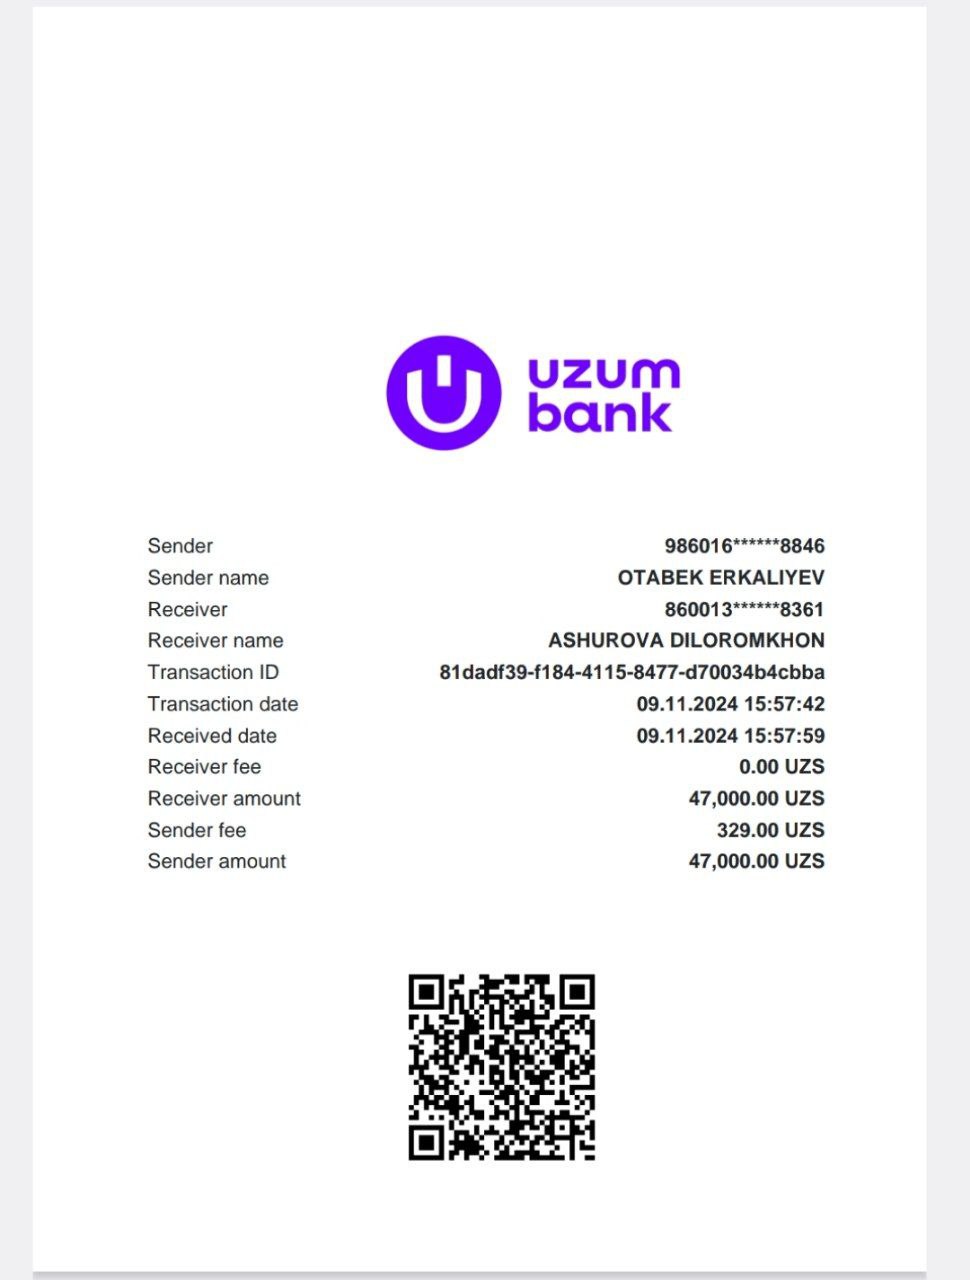 uzum
bank
Sender 986016******8846
Sender name OTABEK ERKALIYEV
Receiver 860013******8361
Receiver name ASHUROVA DILOROMKHON
Transaction ID 81dadf39-f184-4115-8477-d70034b4cbba
Transaction date 09.11.2024 15:57:42
Received date 09.11.2024 15:57:59
Receiver fee 0.00 UZS
Receiver amount 47,000.00 UZS
Sender fee 329.00 UZS
Sender amount 47,000.00 UZS